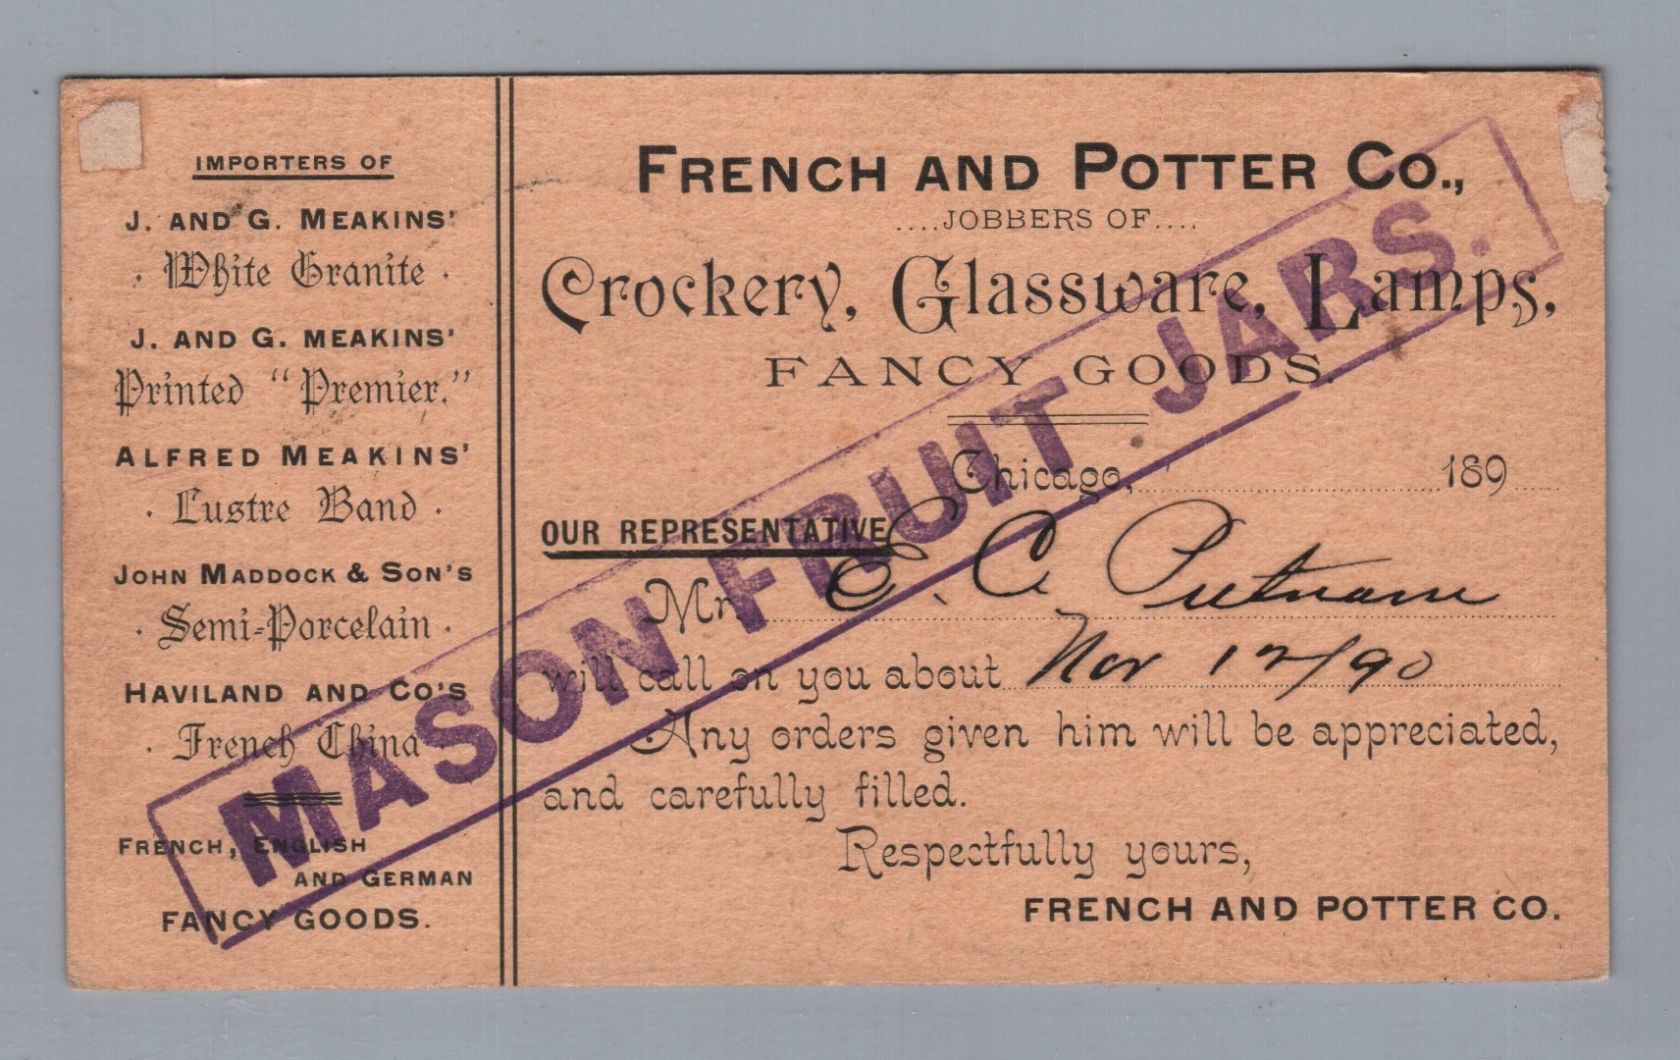 IMPORTERS OF
J. AND G. MEAKINS'
· White Granite ·
J. AND G. MEAKINS'
Printed "Premier."
ALFRED MEAKINS'
· Lustre Band ·
JOHN MADDOCK & SON'S
· Semi-Porcelain ·
HAVILAND AND CO'S
· French China
FRENCH, ENGLISH
AND GERMAN
FANCY GOODS.
FRENCH AND POTTER CO.,
....JOBBERS OF....
Crockery, Glassware, Lamps,
FANCY GOODS.
Chicago, 189
OUR REPRESENTATIVE
Mr. E. C. Putnam
will call on you about Nov 12/90
Any orders given him will be appreciated,
and carefully filled.
Respectfully yours,
FRENCH AND POTTER CO.
MASON FRUIT JARS.